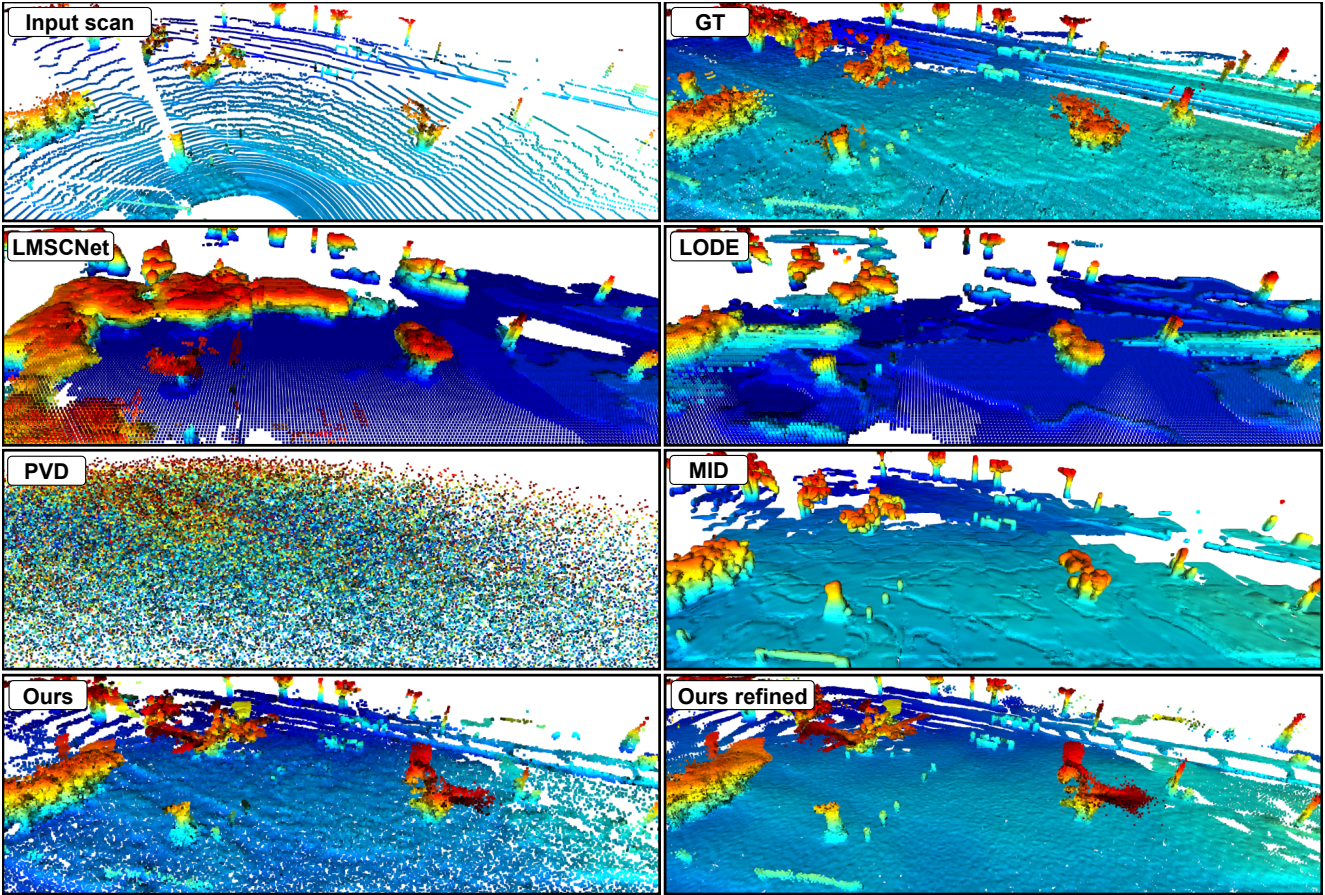 Input scan
GT
LMSCNet
LODE
PVD
MID
Ours
Ours refined